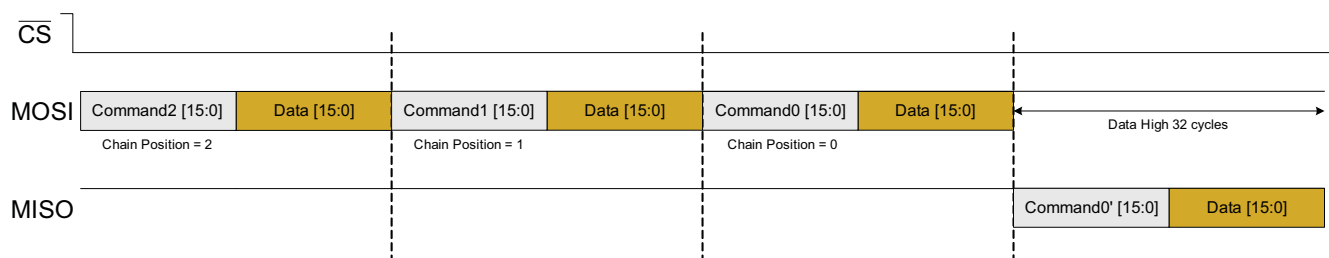 CS
MOSI
Command2 [15:0] Data [15:0] Command1 [15:0] Data [15:0] Command0 [15:0] Data [15:0]
Data High 32 cycles
Chain Position = 2 Chain Position = 1 Chain Position = 0
MISO
Command0' [15:0] Data [15:0]